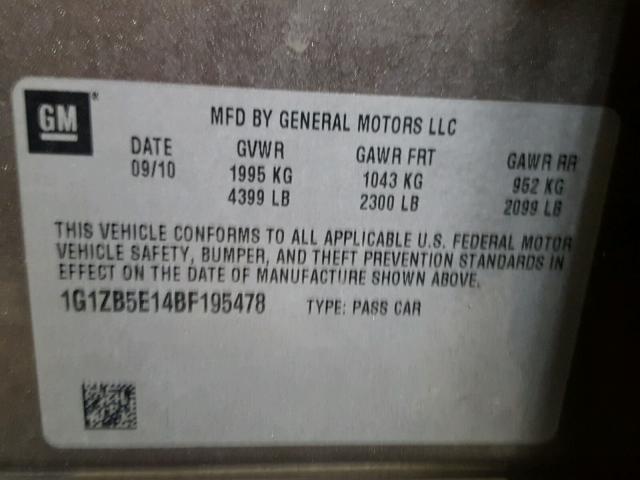 GM
MFD BY GENERAL MOTORS LLC
DATE GVWR GAWR FRT GAWR RR
09/10 1995 KG 1043 KG 952 KG
4399 LB 2300 LB 2099 LB
THIS VEHICLE CONFORMS TO ALL APPLICABLE U.S. FEDERAL MOTOR
VEHICLE SAFETY, BUMPER, AND THEFT PREVENTION STANDARDS IN
EFFECT ON THE DATE OF MANUFACTURE SHOWN ABOVE.
1G1ZB5E14BF195478 TYPE: PASS CAR